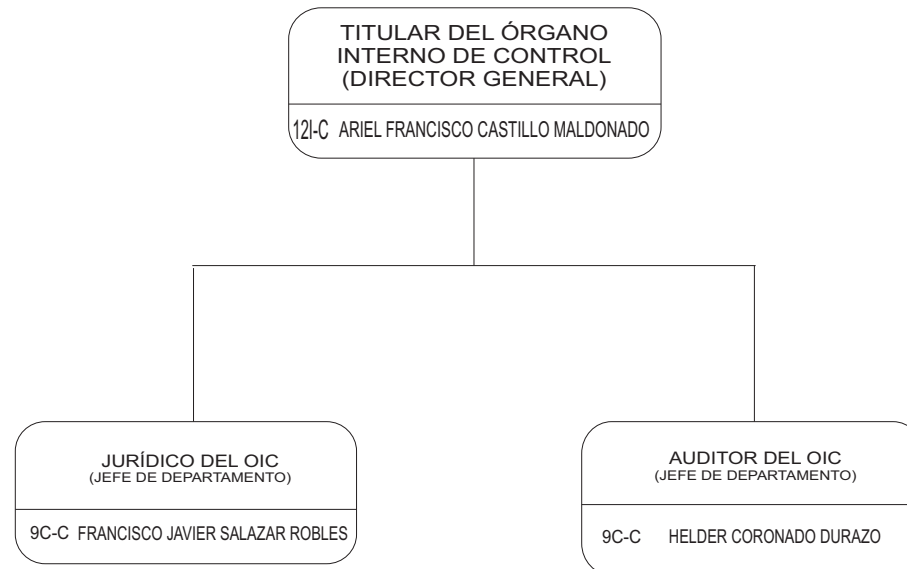 TITULAR DEL ÓRGANO
INTERNO DE CONTROL
(DIRECTOR GENERAL)
12I-C ARIEL FRANCISCO CASTILLO MALDONADO
JURÍDICO DEL OIC
(JEFE DE DEPARTAMENTO)
9C-C FRANCISCO JAVIER SALAZAR ROBLES
AUDITOR DEL OIC
(JEFE DE DEPARTAMENTO)
9C-C HELDER CORONADO DURAZO